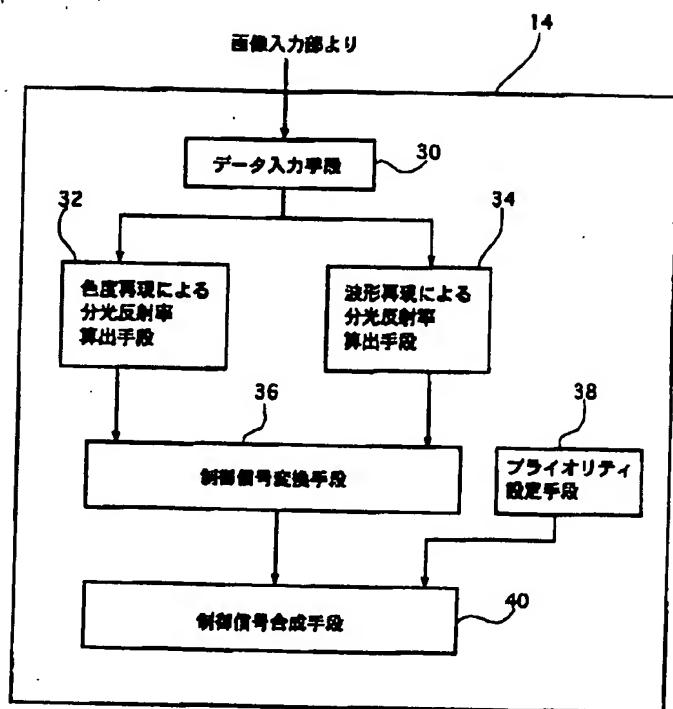 14
画像入力部より
データ入力手段
30
32
34
色度再現による
分光反射率
算出手段
波形再現による
分光反射率
算出手段
36
38
制御信号変換手段
プライオリティ
設定手段
制御信号合成手段
40